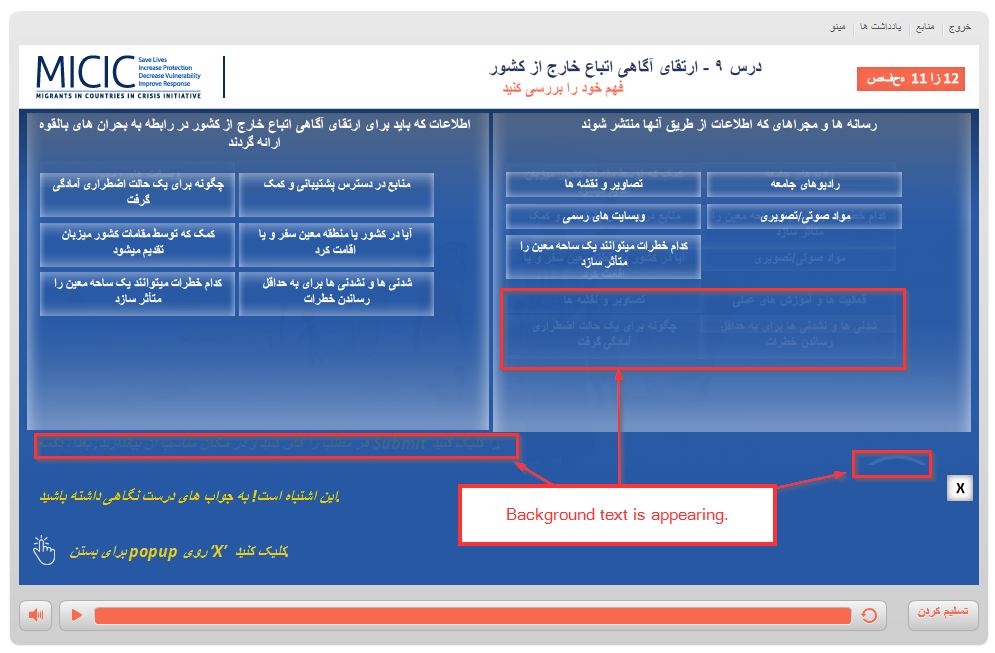 خروج
منابع
یادداشت ها
مینو
MICIC
Save Lives
Increase Protection
Decrease Vulnerability
Improve Response
MIGRANTS IN COUNTRIES IN CRISIS INITIATIVE
درس ۹ - ارتقای آگاهی اتباع خارج از کشور
فهم خود را بررسی کنید
صفحه 11 از 12
رسانه ها و مجراهای که اطلاعات از طریق آنها منتشر شوند
رادیوهای جامعه
تصاویر و نقشه ها
مواد صوتی/تصویری
وبسایت های رسمی
کدام خطرات میتوانند یک ساحه معین را
متأثر سازد
مواد صوتی/تصویری
فعالیت ها و آموزش های عملی
تصاویر و نقشه ها
شدنی ها و نشدنی ها برای به حداقل
رساندن خطرات
چگونه برای یک حالت اضطراری
آمادگی گرفت
اطلاعات که باید برای ارتقای آگاهی اتباع خارج از کشور در رابطه به بحران های بالقوه
ارائه گردند
منابع در دسترس پشتیبانی و کمک
چگونه برای یک حالت اضطراری آمادگی
گرفت
آیا در کشور یا منطقه معین سفر و یا
اقامت کرد
کمک که توسط مقامات کشور میزبان
تقدیم میشود
شدنی ها و نشدنی ها برای به حداقل
رساندن خطرات
کدام خطرات میتوانند یک ساحه معین را
متأثر سازد
Background text is appearing.
X
این اشتباه است! به جواب های درست نگاهی داشته باشید.
کلیک کنید 'X' روی popup برای بستن
تسلیم کردن